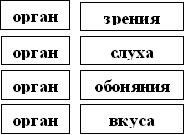 орган зрения
орган слуха
орган обоняния
орган вкуса